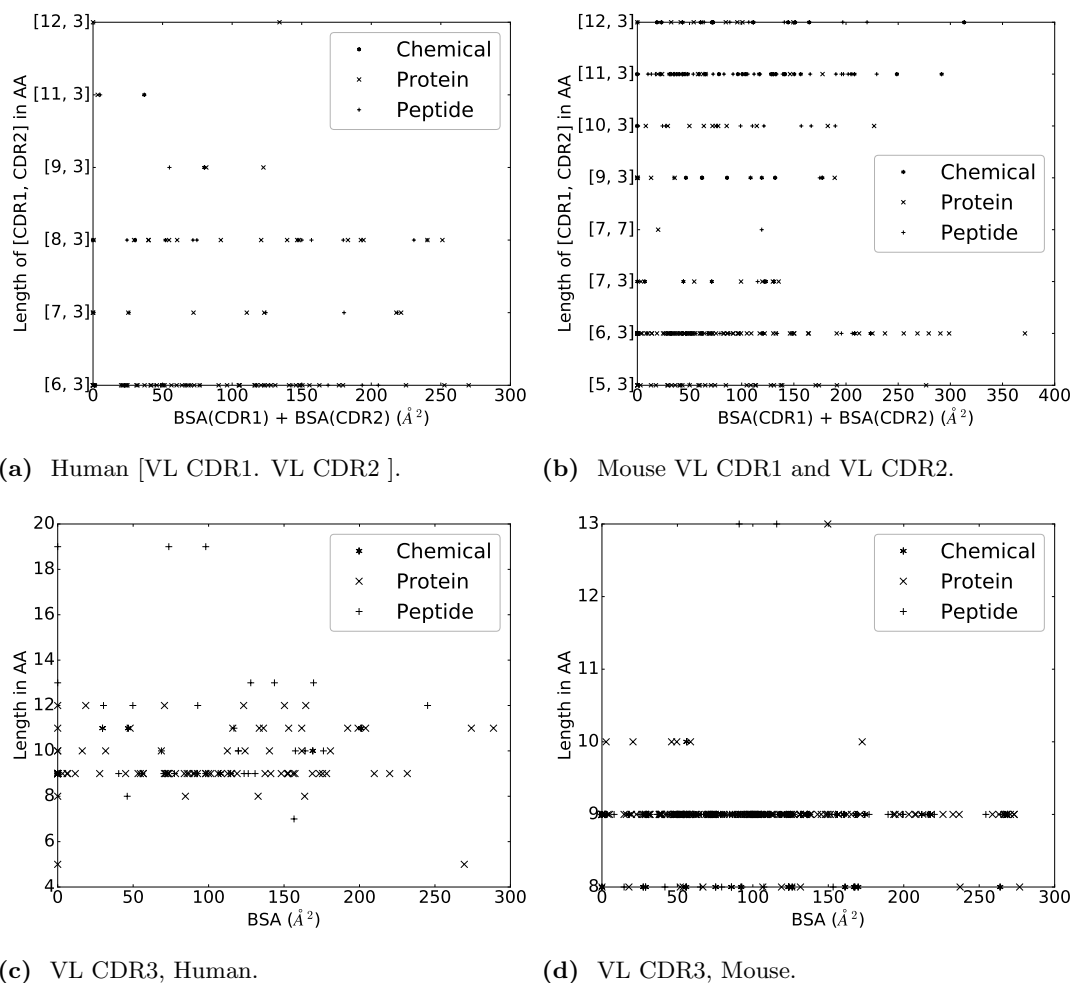 [12, 3]
[11, 3]
[9, 3]
[8, 3]
[7, 3]
[6, 3]
Length of [CDR1, CDR2] in AA
Chemical
Protein
Peptide
0 50 100 150 200 250 300
BSA(CDR1) + BSA(CDR2) (Å²)
[12, 3]
[11, 3]
[10, 3]
[9, 3]
[7, 7]
[7, 3]
[6, 3]
[5, 3]
Length of [CDR1, CDR2] in AA
Chemical
Protein
Peptide
0 50 100 150 200 250 300 350 400
BSA(CDR1) + BSA(CDR2) (Å²)
(a) Human [VL CDR1. VL CDR2 ].
(b) Mouse VL CDR1 and VL CDR2.
20
18
16
14
12
10
8
6
4
Length in AA
Chemical
Protein
Peptide
0 50 100 150 200 250 300
BSA (Å²)
13
12
11
10
9
8
Length in AA
Chemical
Protein
Peptide
0 50 100 150 200 250 300
BSA (Å²)
(c) VL CDR3, Human.
(d) VL CDR3, Mouse.